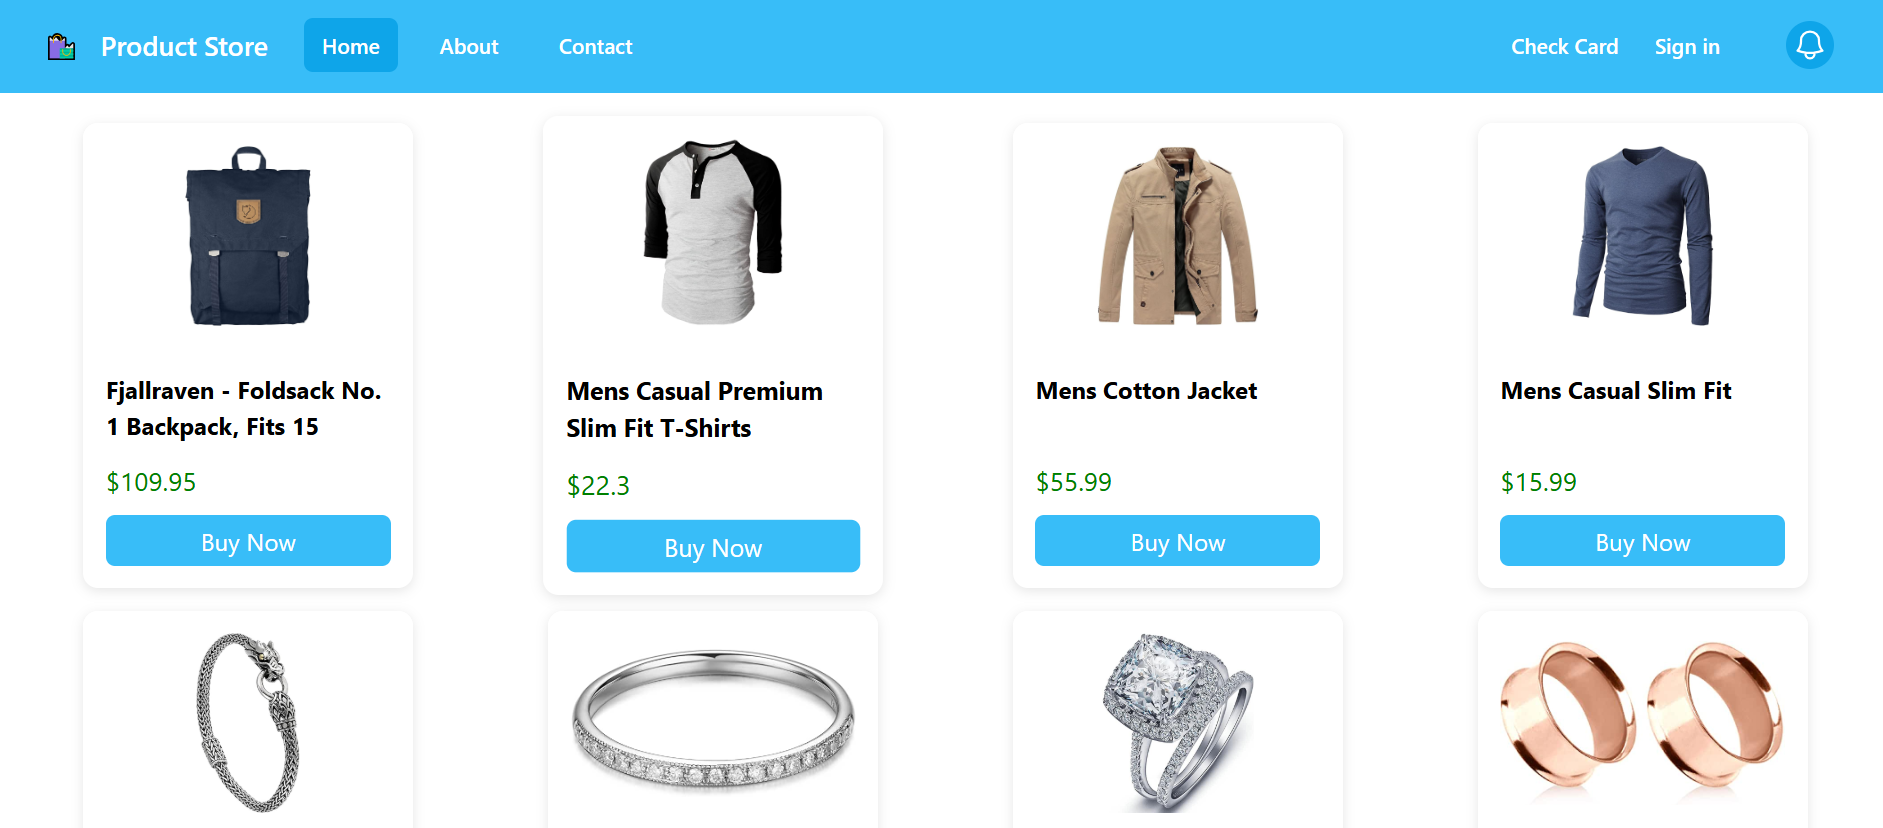 Product Store
Home
About
Contact
Check Card
Sign in
Fjallraven - Foldsack No.
1 Backpack, Fits 15
$109.95
Buy Now
Mens Casual Premium
Slim Fit T-Shirts
$22.3
Buy Now
Mens Cotton Jacket
$55.99
Buy Now
Mens Casual Slim Fit
$15.99
Buy Now